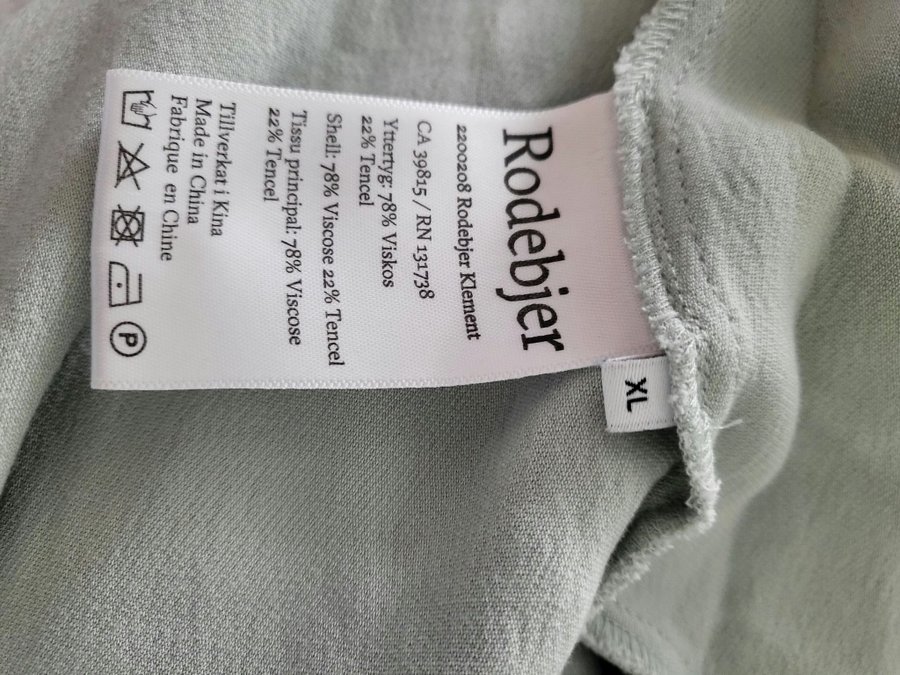 Rodebjer
220208 Rodebjer Klement
CA 39815 / RN 131738
Yttertyg: 78% Viskos
22% Tencel
Shell: 78% Viscose 22% Tencel
Tissu principal: 78% Viscose
22% Tencel
Tillverkat i Kina
Made in China
Fabrique en Chine
P
XL